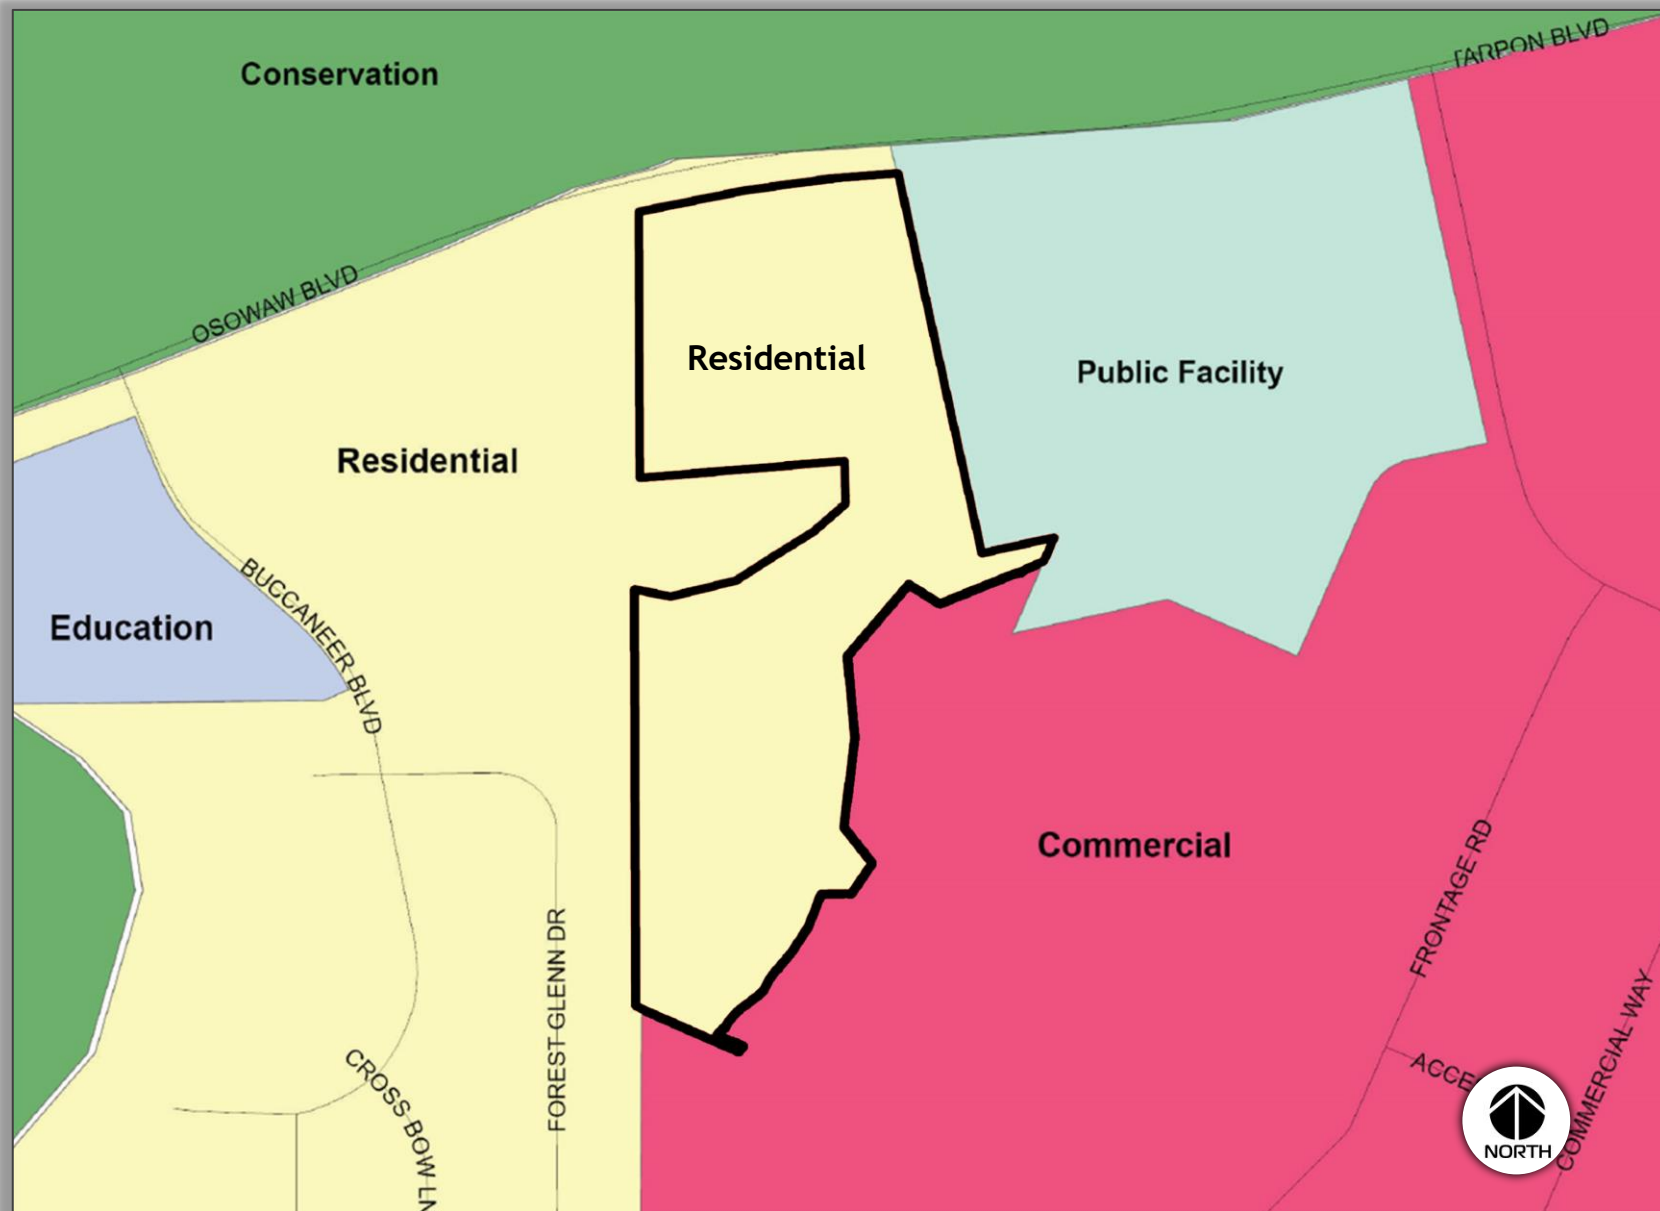 Conservation
TARPON BLVD
OSOWAW BLVD
Residential
Public Facility
Residential
BUCCANEER BLVD
Education
Commercial
FRONTAGE RD
FOREST GLENN DR
COMMERCIAL WAY
CROSS BOW LN
NORTH